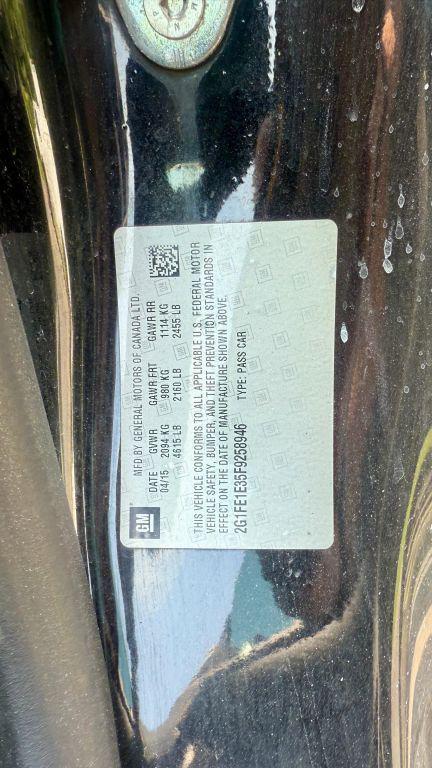 GM
MFD BY GENERAL MOTORS OF CANADA LTD.
DATE GVWR GAWR FRT GAWR RR
04/15 2094 KG 980 KG 1114 KG
4615 LB 2160 LB 2455 LB
THIS VEHICLE CONFORMS TO ALL APPLICABLE U.S. FEDERAL MOTOR
VEHICLE SAFETY, BUMPER, AND THEFT PREVENTION STANDARDS IN
EFFECT ON THE DATE OF MANUFACTURE SHOWN ABOVE.
2G1FE1E35F9258946 TYPE: PASS CAR